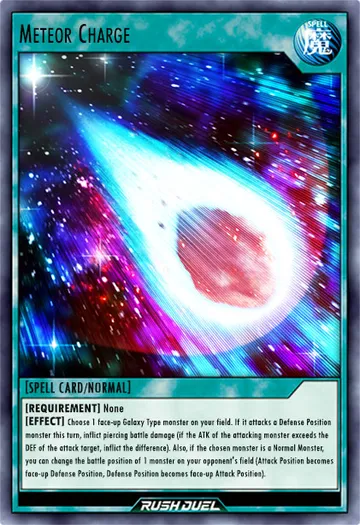 METEOR CHARGE
SPELL
魔
[SPELL CARD/NORMAL]
[REQUIREMENT] None
[EFFECT] Choose 1 face-up Galaxy Type monster on your field. If it attacks a Defense Position
monster this turn, inflict piercing battle damage (if the ATK of the attacking monster exceeds the
DEF of the attack target, inflict the difference). Also, if the chosen monster is a Normal Monster,
you can change the battle position of 1 monster on your opponent's field (Attack Position becomes
face-up Defense Position, Defense Position becomes face-up Attack Position).
RUSH DUEL